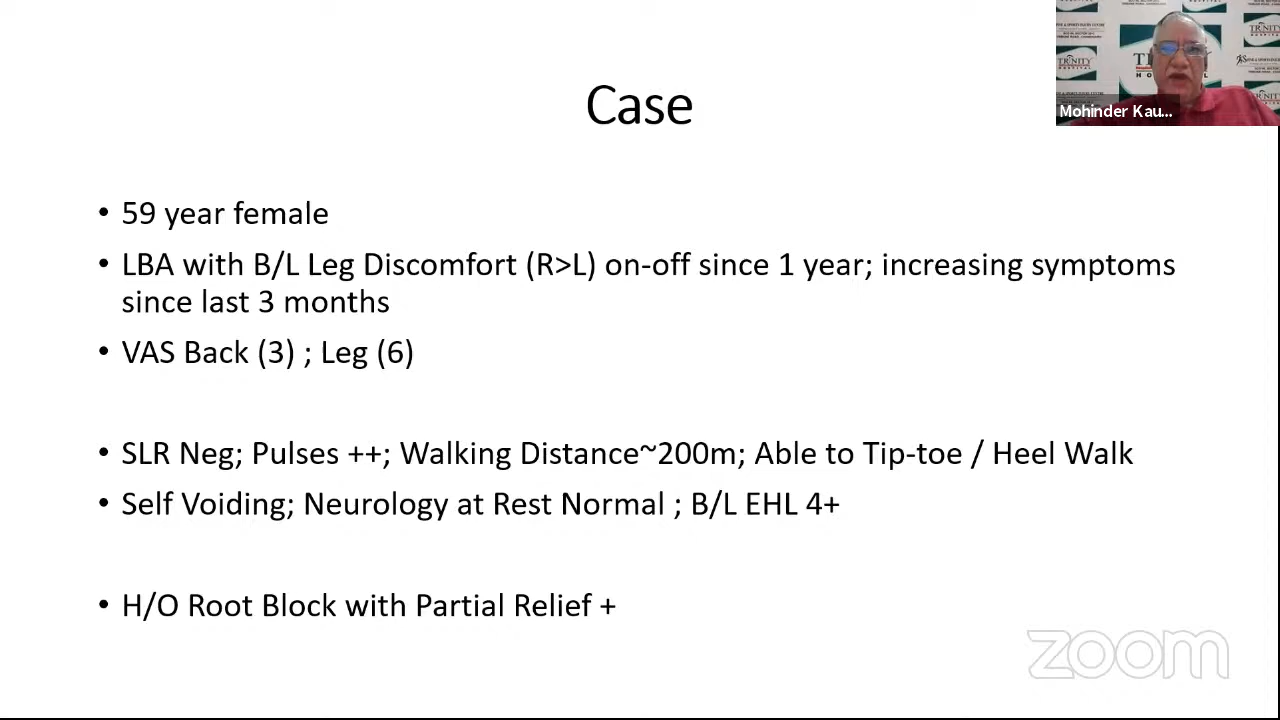 Case
• 59 year female
• LBA with B/L Leg Discomfort (R>L) on-off since 1 year; increasing symptoms
since last 3 months
• VAS Back (3) ; Leg (6)
• SLR Neg; Pulses ++; Walking Distance~200m; Able to Tip-toe / Heel Walk
• Self Voiding; Neurology at Rest Normal ; B/L EHL 4+
• H/O Root Block with Partial Relief +
TRINITY
HOSPITAL
Mohinder Kau...
zoom